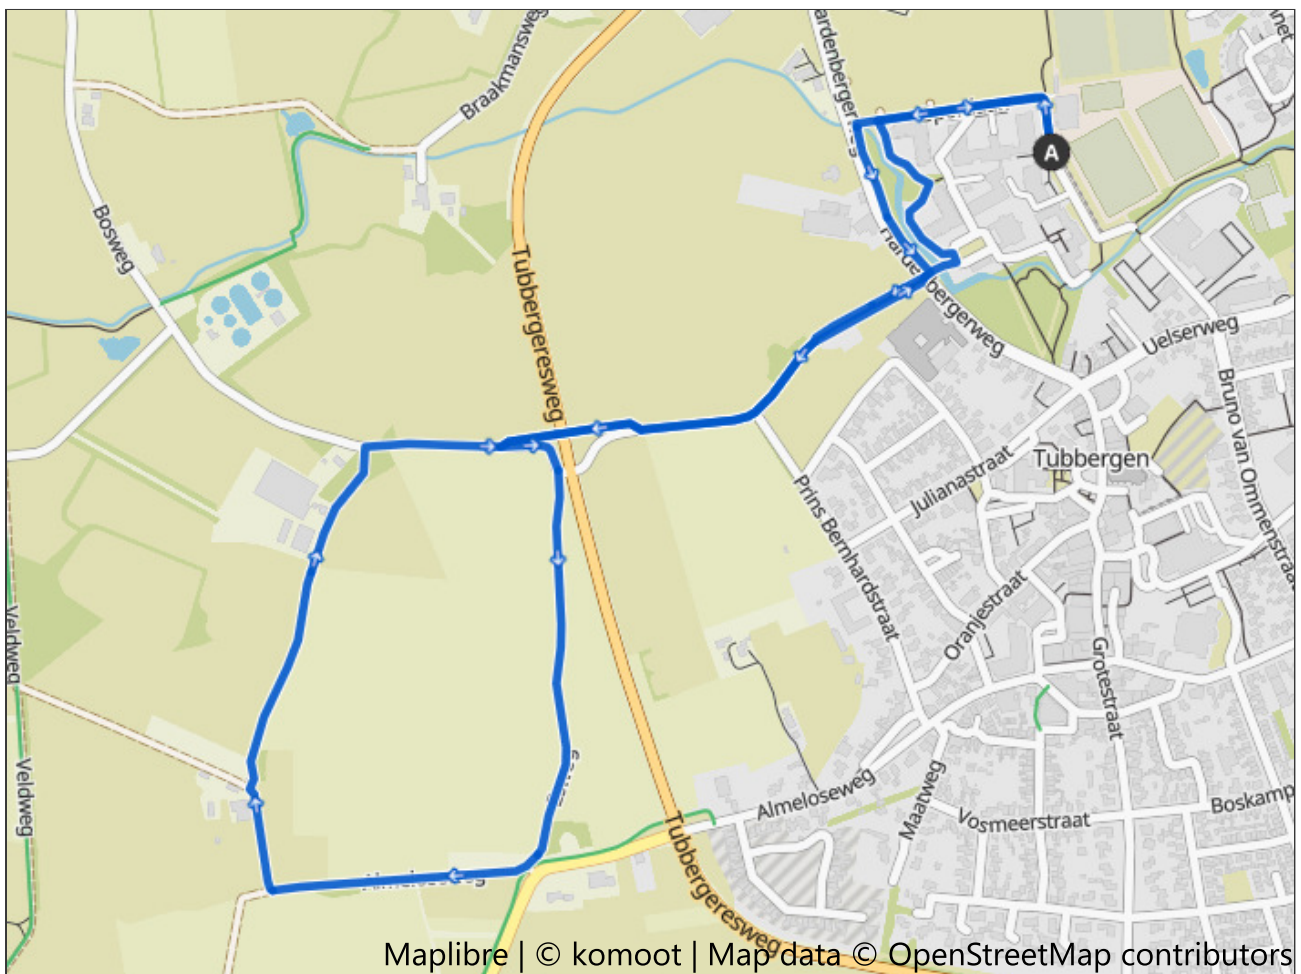 Braakmansweg
Bosweg
Tubbergeresweg
A
Uelserweg
Bruno van Ommenstraat
Tubbergen
Julianastraat
Prins Bernhardstraat
Oranjestraat
Grotestraat
Veldweg
Veldweg
Almeloseweg
Maatweg
Vosmeerstraat
Boskamp
Tubbergeresweg
Maplibre | © komoot | Map data © OpenStreetMap contributors